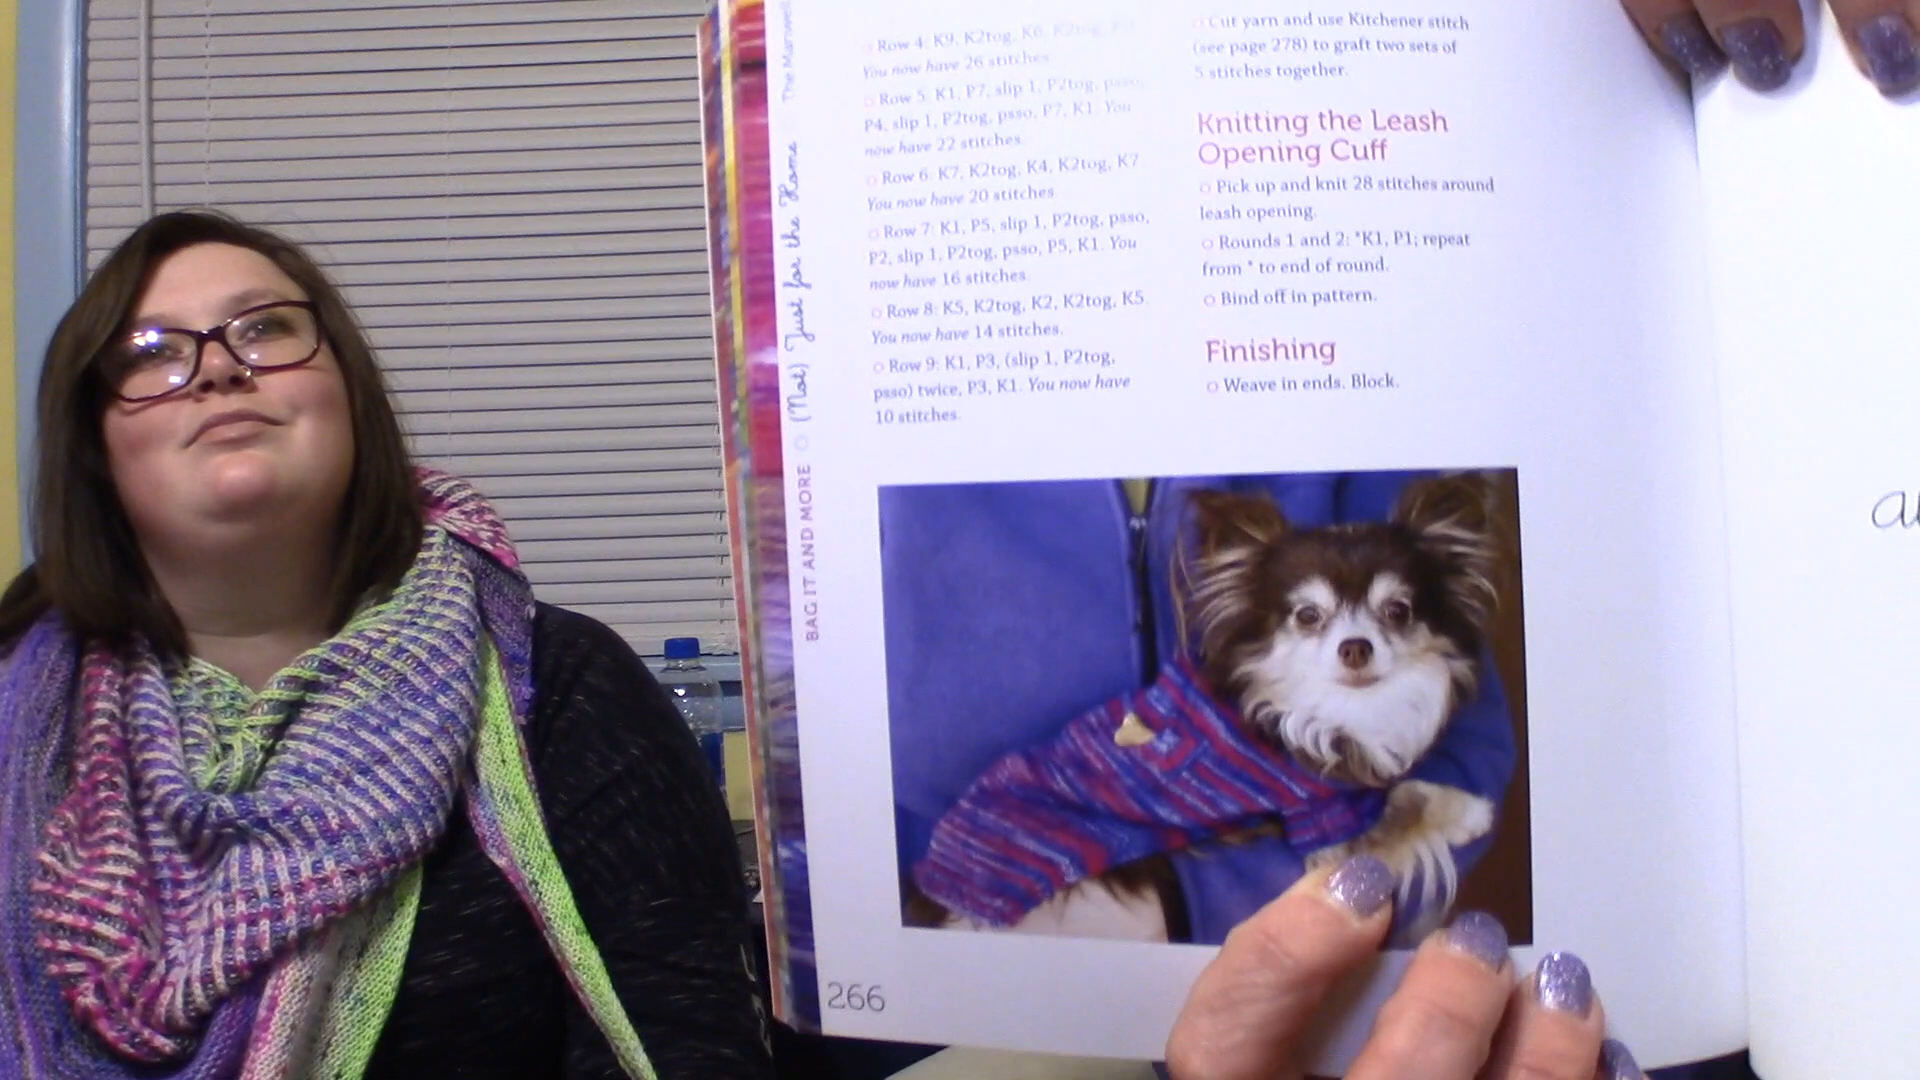 Row 4: K9, K2tog, K6, K2tog,
You now have 26 stitches.
○ Row 5: K1, P7, slip 1, P2tog, psso,
P4, slip 1, P2tog, psso, P7, K1. You
now have 22 stitches.
○ Row 6: K7, K2tog, K4, K2tog, K7
You now have 20 stitches.
○ Row 7: K1, P5, slip 1, P2tog, psso,
P2, slip 1, P2tog, psso, P5, K1. You
now have 16 stitches.
○ Row 8: K5, K2tog, K2, K2tog, K5.
You now have 14 stitches.
○ Row 9: K1, P3, (slip 1, P2tog,
psso) twice, P3, K1. You now have
10 stitches.
○ Cut yarn and use Kitchener stitch
(see page 278) to graft two sets of
5 stitches together.
Knitting the Leash
Opening Cuff
○ Pick up and knit 28 stitches around
leash opening.
○ Rounds 1 and 2: *K1, P1; repeat
from * to end of round.
○ Bind off in pattern.
Finishing
○ Weave in ends. Block.
BAG IT AND MORE ○ (Not) Just for the Home The
266